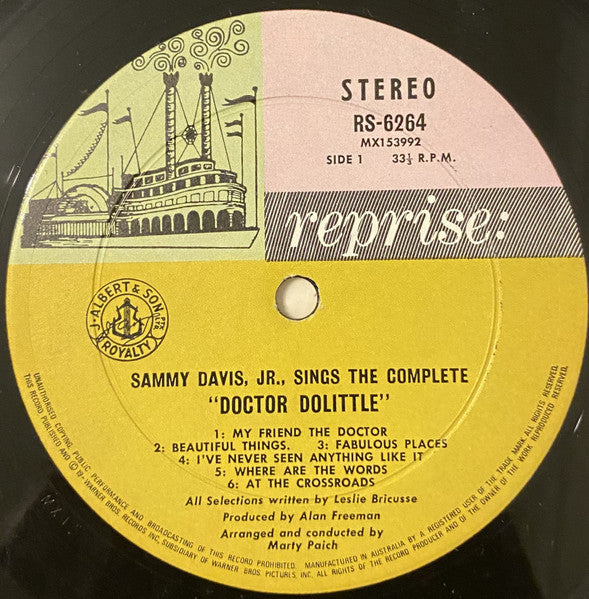 STEREO
RS-6264
MX153992
SIDE 1 33⅓ R.P.M.
reprise:
J. ALBERT & SON PTY. LTD.
ROYALTY
SAMMY DAVIS, JR., SINGS THE COMPLETE
"DOCTOR DOLITTLE"
1: MY FRIEND THE DOCTOR
2: BEAUTIFUL THINGS. 3: FABULOUS PLACES
4: I'VE NEVER SEEN ANYTHING LIKE IT
5: WHERE ARE THE WORDS
6: AT THE CROSSROADS
All Selections written by Leslie Bricusse
Produced by Alan Freeman
Arranged and conducted by
Marty Paich
UNAUTHORISED COPYING, PUBLIC PERFORMANCE AND BROADCASTING OF THIS RECORD PROHIBITED. MANUFACTURED IN AUSTRALIA BY A REGISTERED USER OF THE TRADE MARK. ALL RIGHTS RESERVED.
THIS RECORD PUBLISHED AND WARNER BROS. RECORDS INC., SUBSIDIARY OF WARNER BROS. PICTURES, INC. ALL RIGHTS OF THE RECORD PRODUCER AND OF THE OWNER OF THE WORK REPRODUCED RESERVED.